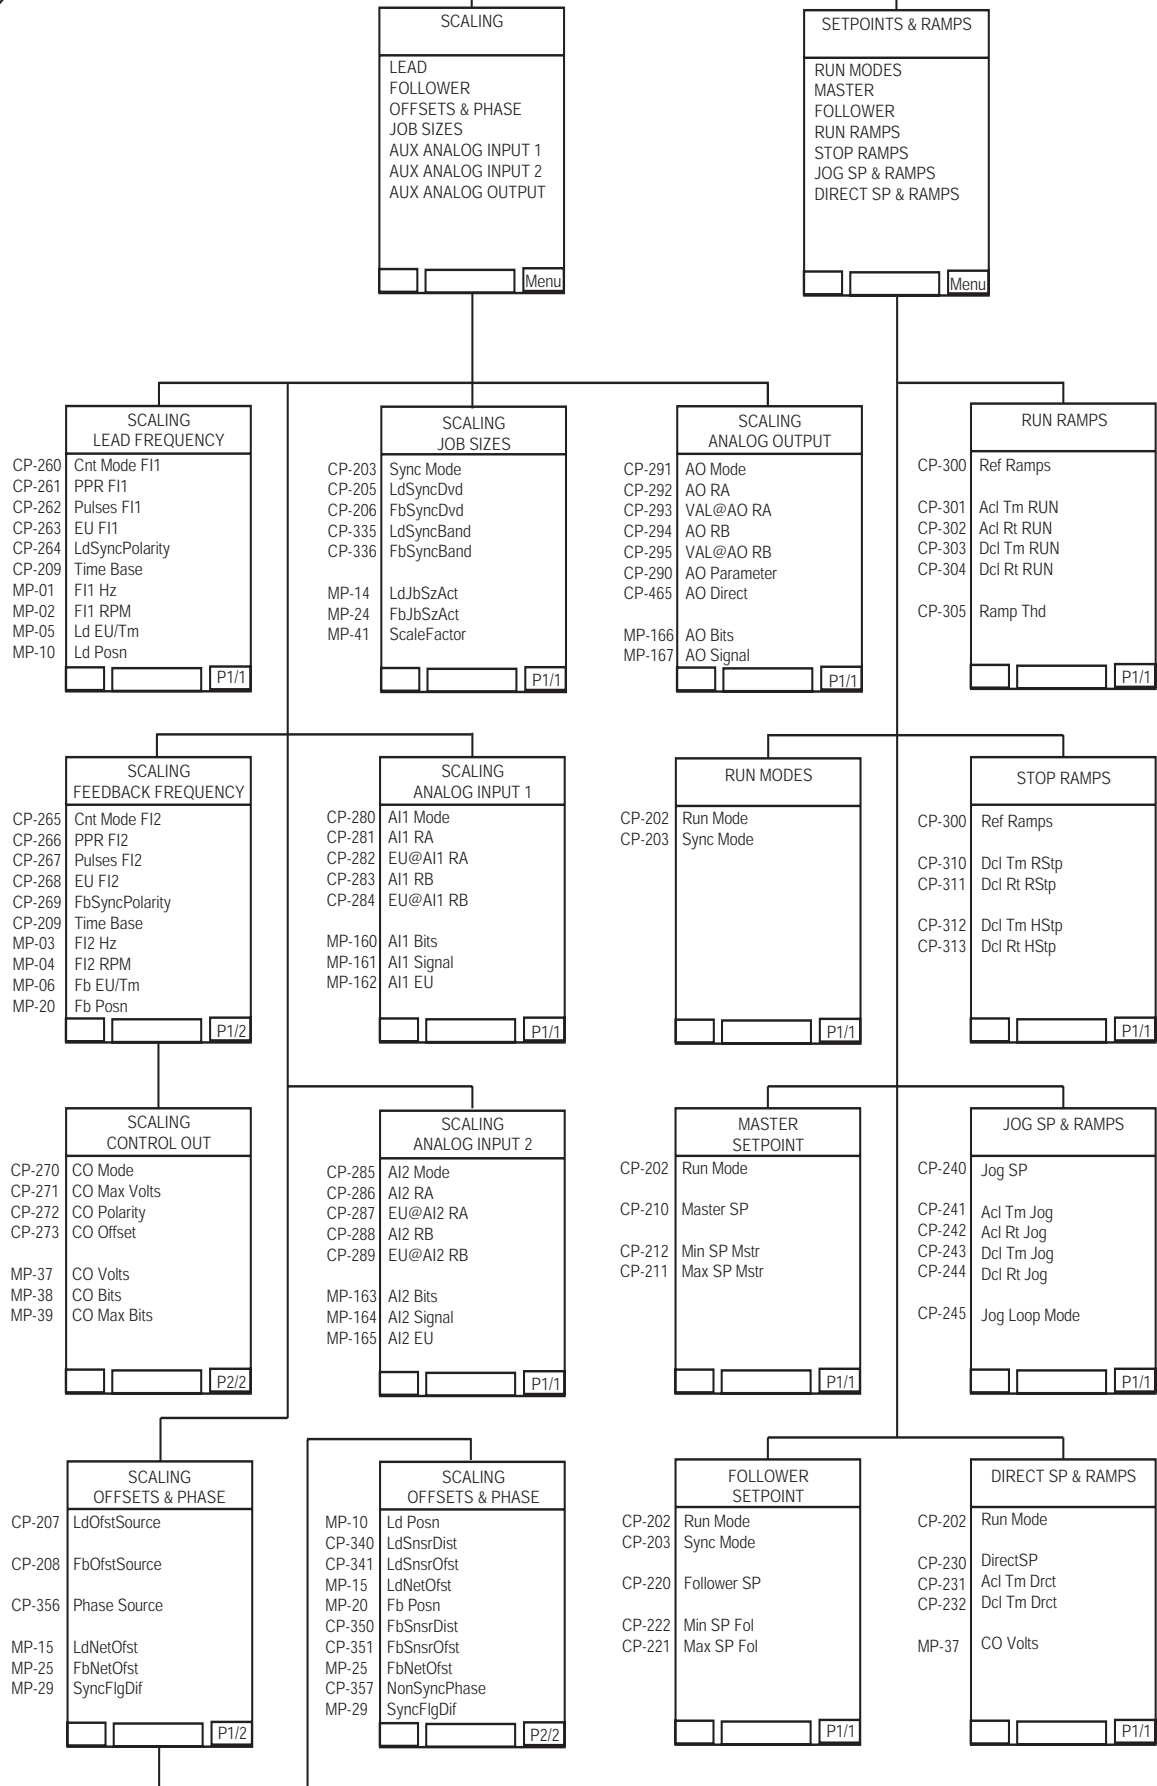 SCALING
LEAD
FOLLOWER
OFFSETS & PHASE
JOB SIZES
AUX ANALOG INPUT 1
AUX ANALOG INPUT 2
AUX ANALOG OUTPUT
Menu
SETPOINTS & RAMPS
RUN MODES
MASTER
FOLLOWER
RUN RAMPS
STOP RAMPS
JOG SP & RAMPS
DIRECT SP & RAMPS
Menu
SCALING
LEAD FREQUENCY
CP-260 Cnt Mode FI1
CP-261 PPR FI1
CP-262 Pulses FI1
CP-263 EU FI1
CP-264 LdSyncPolarity
CP-209 Time Base
MP-01 FI1 Hz
MP-02 FI1 RPM
MP-05 Ld EU/Tm
MP-10 Ld Posn
P1/1
SCALING
JOB SIZES
CP-203 Sync Mode
CP-205 LdSyncDvd
CP-206 FbSyncDvd
CP-335 LdSyncBand
CP-336 FbSyncBand
MP-14 LdJbSzAct
MP-24 FbJbSzAct
MP-41 ScaleFactor
P1/1
SCALING
ANALOG OUTPUT
CP-291 AO Mode
CP-292 AO RA
CP-293 VAL@AO RA
CP-294 AO RB
CP-295 VAL@AO RB
CP-290 AO Parameter
CP-465 AO Direct
MP-166 AO Bits
MP-167 AO Signal
P1/1
RUN RAMPS
CP-300 Ref Ramps
CP-301 Acl Tm RUN
CP-302 Acl Rt RUN
CP-303 Dcl Tm RUN
CP-304 Dcl Rt RUN
CP-305 Ramp Thd
P1/1
SCALING
FEEDBACK FREQUENCY
CP-265 Cnt Mode FI2
CP-266 PPR FI2
CP-267 Pulses FI2
CP-268 EU FI2
CP-269 FbSyncPolarity
CP-209 Time Base
MP-03 FI2 Hz
MP-04 FI2 RPM
MP-06 Fb EU/Tm
MP-20 Fb Posn
P1/2
SCALING
ANALOG INPUT 1
CP-280 AI1 Mode
CP-281 AI1 RA
CP-282 EU@AI1 RA
CP-283 AI1 RB
CP-284 EU@AI1 RB
MP-160 AI1 Bits
MP-161 AI1 Signal
MP-162 AI1 EU
P1/1
RUN MODES
CP-202 Run Mode
CP-203 Sync Mode
P1/1
STOP RAMPS
CP-300 Ref Ramps
CP-310 Dcl Tm RStp
CP-311 Dcl Rt RStp
CP-312 Dcl Tm HStp
CP-313 Dcl Rt HStp
P1/1
SCALING
CONTROL OUT
CP-270 CO Mode
CP-271 CO Max Volts
CP-272 CO Polarity
CP-273 CO Offset
MP-37 CO Volts
MP-38 CO Bits
MP-39 CO Max Bits
P2/2
SCALING
ANALOG INPUT 2
CP-285 AI2 Mode
CP-286 AI2 RA
CP-287 EU@AI2 RA
CP-288 AI2 RB
CP-289 EU@AI2 RB
MP-163 AI2 Bits
MP-164 AI2 Signal
MP-165 AI2 EU
P1/1
MASTER
SETPOINT
CP-202 Run Mode
CP-210 Master SP
CP-212 Min SP Mstr
CP-211 Max SP Mstr
P1/1
JOG SP & RAMPS
CP-240 Jog SP
CP-241 Acl Tm Jog
CP-242 Acl Rt Jog
CP-243 Dcl Tm Jog
CP-244 Dcl Rt Jog
CP-245 Jog Loop Mode
P1/1
SCALING
OFFSETS & PHASE
CP-207 LdOfstSource
CP-208 FbOfstSource
CP-356 Phase Source
MP-15 LdNetOfst
MP-25 FbNetOfst
MP-29 SyncFlgDif
P1/2
SCALING
OFFSETS & PHASE
MP-10 Ld Posn
CP-340 LdSnsrDist
CP-341 LdSnsrOfst
MP-15 LdNetOfst
MP-20 Fb Posn
CP-350 FbSnsrDist
CP-351 FbSnsrOfst
MP-25 FbNetOfst
CP-357 NonSyncPhase
MP-29 SyncFlgDif
P2/2
FOLLOWER
SETPOINT
CP-202 Run Mode
CP-203 Sync Mode
CP-220 Follower SP
CP-222 Min SP Fol
CP-221 Max SP Fol
P1/1
DIRECT SP & RAMPS
CP-202 Run Mode
CP-230 DirectSP
CP-231 Acl Tm Drct
CP-232 Dcl Tm Drct
MP-37 CO Volts
P1/1